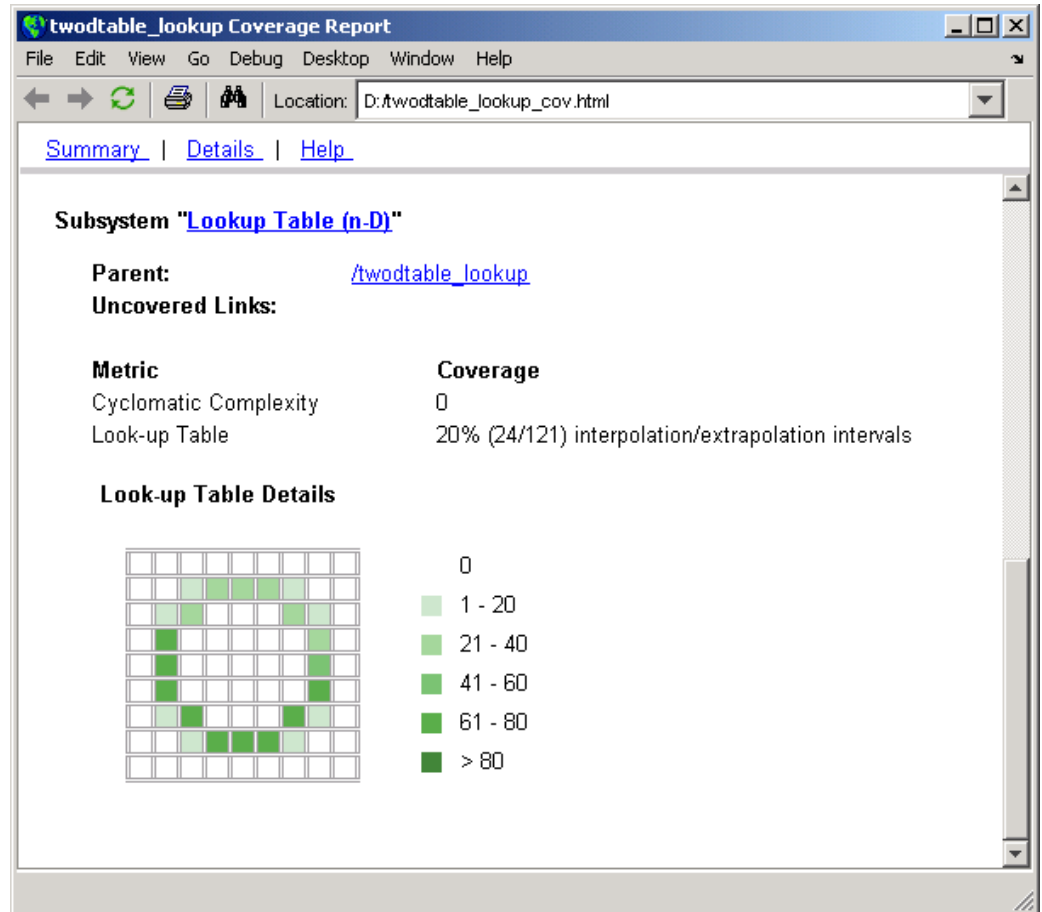 twodtable_lookup Coverage Report
File Edit View Go Debug Desktop Window Help
Location: D:/twodtable_lookup_cov.html
Summary | Details | Help
Subsystem "Lookup Table (n-D)"
Parent: /twodtable_lookup
Uncovered Links:
Metric Coverage
Cyclomatic Complexity 0
Look-up Table 20% (24/121) interpolation/extrapolation intervals
Look-up Table Details
0
1 - 20
21 - 40
41 - 60
61 - 80
> 80